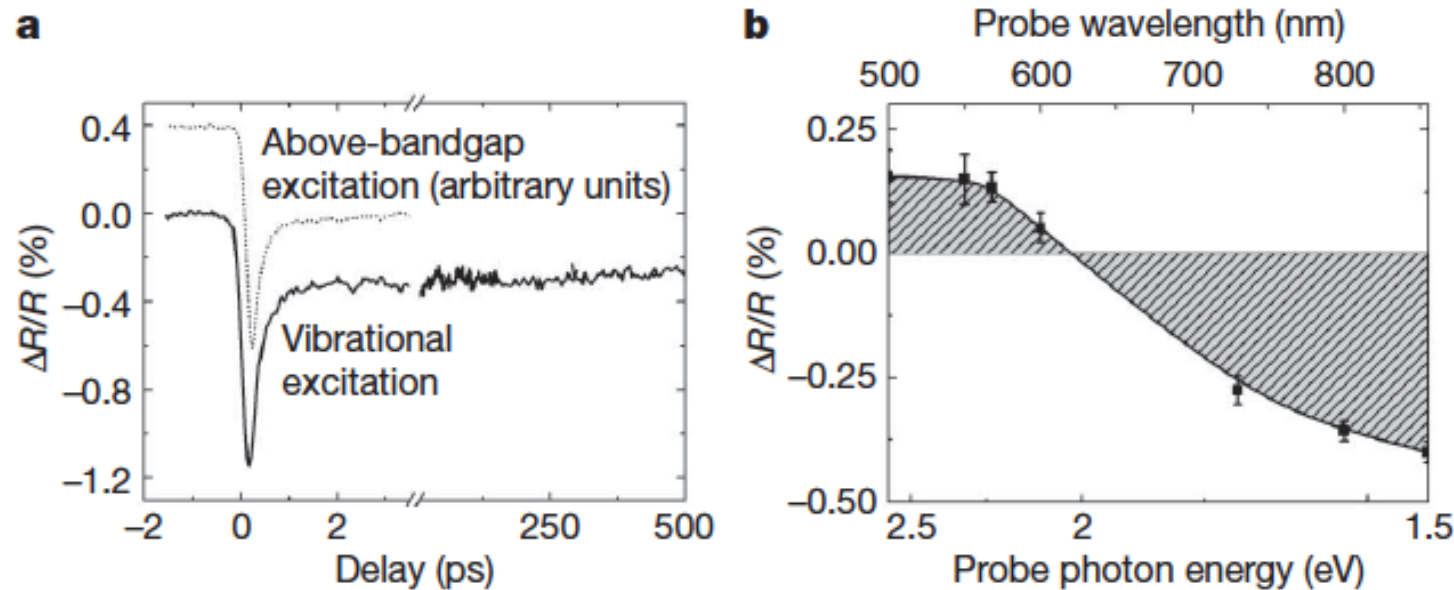 a
0.4
0.0
−0.4
−0.8
−1.2
ΔR/R (%)
Above-bandgap
excitation (arbitrary units)
Vibrational
excitation
−2
0
2
250
500
Delay (ps)
b
Probe wavelength (nm)
500
600
700
800
0.25
0.00
−0.25
−0.50
ΔR/R (%)
2.5
2
1.5
Probe photon energy (eV)